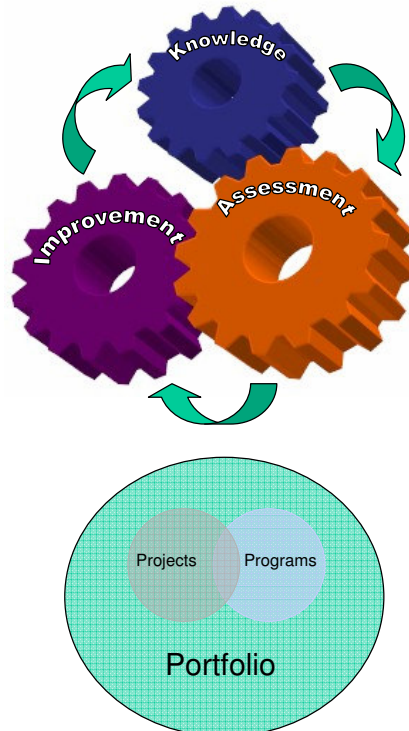 Knowledge
Assessment
Improvement
Projects Programs
Portfolio